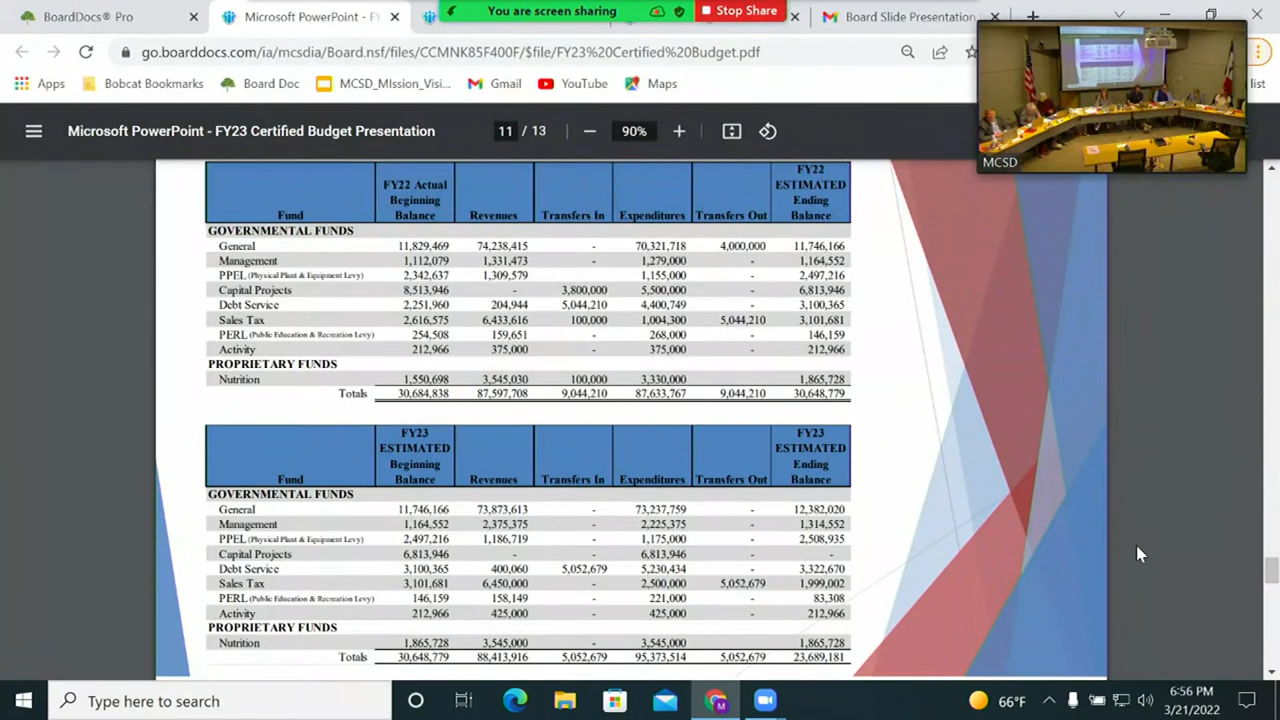 BoardDocs® Pro
Microsoft PowerPoint - F
You are screen sharing
Stop Share
Board Slide Presentation
go.boarddocs.com/ia/mcsdia/Board.nsf/files/CCMNK85F400F/$file/FY23%20Certified%20Budget.pdf
Apps
Bobcat Bookmarks
Board Doc
MCSD_MIssion_Visi...
Gmail
YouTube
Maps
list
Microsoft PowerPoint - FY23 Certified Budget Presentation
11 / 13
90%
MCSD
Fund FY22 Actual Beginning Balance Revenues Transfers In Expenditures Transfers Out FY22 ESTIMATED Ending Balance
GOVERNMENTAL FUNDS
General 11,829,469 74,238,415 - 70,321,718 4,000,000 11,746,166
Management 1,112,079 1,331,473 - 1,279,000 - 1,164,552
PPEL (Physical Plant & Equipment Levy) 2,342,637 1,309,579 1,155,000 - 2,497,216
Capital Projects 8,513,946 - 3,800,000 5,500,000 - 6,813,946
Debt Service 2,251,960 204,944 5,044,210 4,400,749 - 3,100,365
Sales Tax 2,616,575 6,433,616 100,000 1,004,300 5,044,210 3,101,681
PERL (Public Education & Recreation Levy) 254,508 159,651 - 268,000 - 146,159
Activity 212,966 375,000 - 375,000 - 212,966
PROPRIETARY FUNDS
Nutrition 1,550,698 3,545,030 100,000 3,330,000 1,865,728
Totals 30,684,838 87,597,708 9,044,210 87,633,767 9,044,210 30,648,779
Fund FY23 ESTIMATED Beginning Balance Revenues Transfers In Expenditures Transfers Out FY23 ESTIMATED Ending Balance
GOVERNMENTAL FUNDS
General 11,746,166 73,873,613 - 73,237,759 - 12,382,020
Management 1,164,552 2,375,375 - 2,225,375 - 1,314,552
PPEL (Physical Plant & Equipment Levy) 2,497,216 1,186,719 - 1,175,000 - 2,508,935
Capital Projects 6,813,946 - - 6,813,946 - -
Debt Service 3,100,365 400,060 5,052,679 5,230,434 - 3,322,670
Sales Tax 3,101,681 6,450,000 - 2,500,000 5,052,679 1,999,002
PERL (Public Education & Recreation Levy) 146,159 158,149 - 221,000 - 83,308
Activity 212,966 425,000 - 425,000 - 212,966
PROPRIETARY FUNDS
Nutrition 1,865,728 3,545,000 - 3,545,000 - 1,865,728
Totals 30,648,779 88,413,916 5,052,679 95,373,514 5,052,679 23,689,181
Type here to search
66°F
6:56 PM
3/21/2022